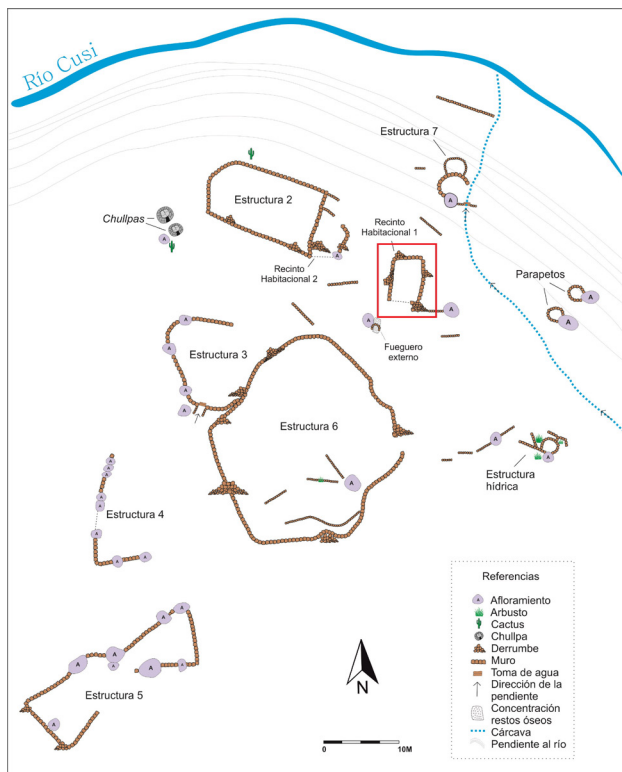 Río Cusi
Estructura 7
Estructura 2
Chullpas
A
Recinto
Habitacional 1
Recinto
Habitacional 2
A
A
A
A
Parapetos
A
A
Fueguero
externo
A
Estructura 3
A
A
A
Estructura 6
A
A
Estructura
hídrica
A
A
A
A
A
A
Estructura 4
A
A
A
A
A
A
A
A
A
A
A
Estructura 5
N
0
10M
Referencias
A Afloramiento
Arbusto
Cactus
Chullpa
Derrumbe
Muro
Toma de agua
Dirección de la
pendiente
Concentración
restos óseos
Cárcava
Pendiente al río